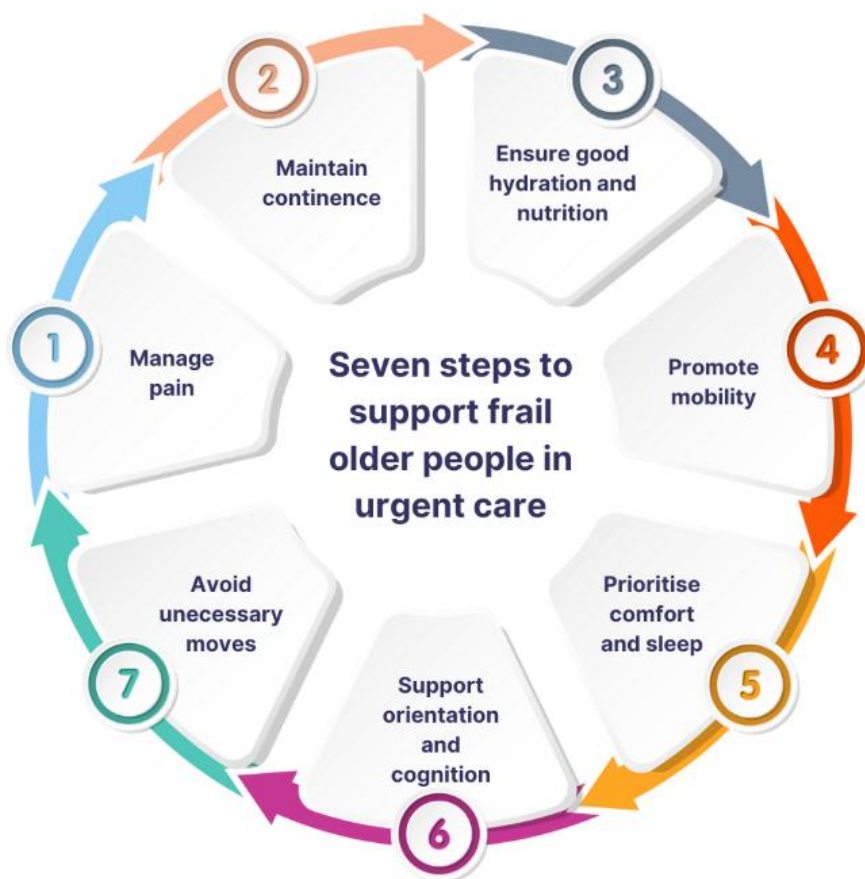 Seven steps to
support frail
older people in
urgent care
1
Manage
pain
2
Maintain
continence
3
Ensure good
hydration and
nutrition
4
Promote
mobility
5
Prioritise
comfort
and sleep
6
Support
orientation
and
cognition
7
Avoid
unecessary
moves